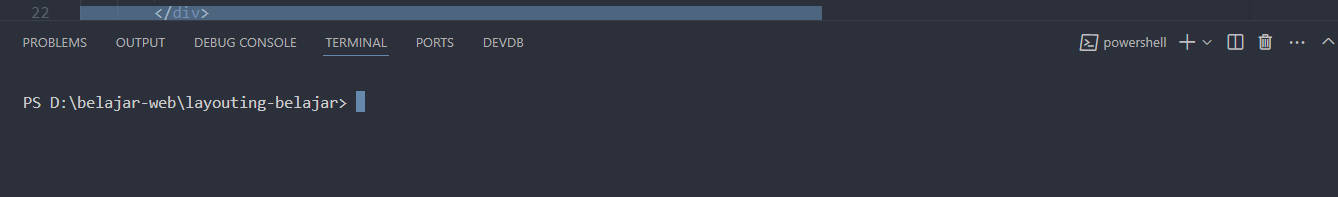 22 </div>
PROBLEMS OUTPUT DEBUG CONSOLE TERMINAL PORTS DEVDB powershell
PS D:\belajar-web\layouting-belajar>